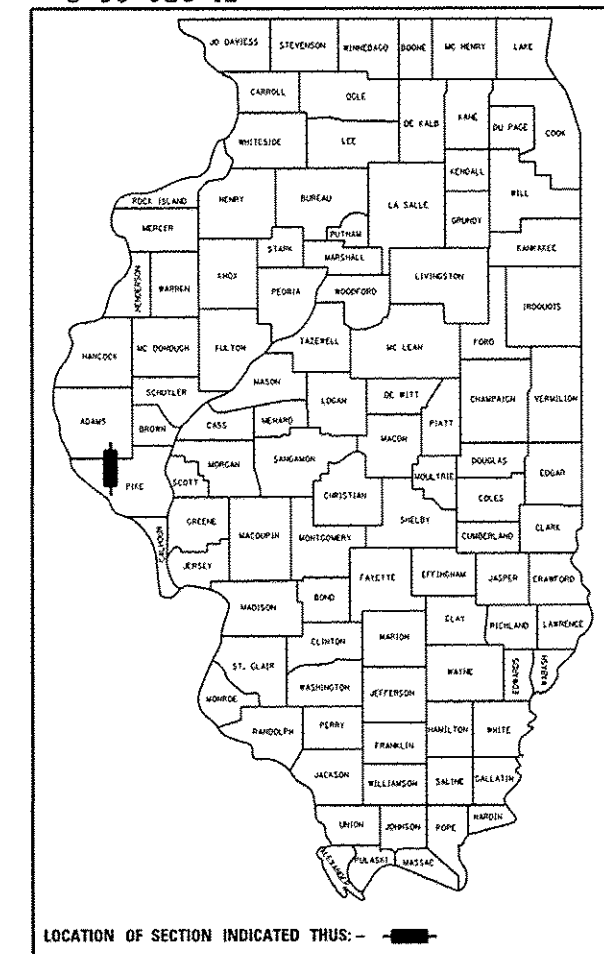 JO DAVIESS STEPHENSON WINNEBAGO BOONE MC HENRY LAKE
CARROLL OGLE
DE KALB KANE DU PAGE COOK
WHITESIDE LEE
KENDALL WILL
ROCK ISLAND HENRY BUREAU LA SALLE GRUNDY
MERCER PUTNAM
STARK MARSHALL KANKAKEE
HENDERSON WARREN KNOX PEORIA WOODFORD LIVINGSTON IROQUOIS
HANCOCK MC DONOUGH FULTON TAZEWELL MC LEAN FORD
SCHUYLER MASON LOGAN DE WITT CHAMPAIGN VERMILION
ADAMS BROWN CASS MENARD PIATT
MACON
PIKE SCOTT MORGAN SANGAMON MOULTRIE DOUGLAS EDGAR
CHRISTIAN COLES
CALHOUN GREENE MACOUPIN MONTGOMERY SHELBY CUMBERLAND CLARK
JERSEY FAYETTE EFFINGHAM JASPER CRAWFORD
MADISON BOND
CLAY RICHLAND LAWRENCE
CLINTON MARION
ST. CLAIR WAYNE EDWARDS WABASH
MONROE WASHINGTON JEFFERSON
RANDOLPH PERRY HAMILTON WHITE
FRANKLIN
JACKSON WILLIAMSON SALINE GALLATIN
UNION JOHNSON POPE HARDIN
ALEXANDER PULASKI MASSAC
LOCATION OF SECTION INDICATED THUS: -